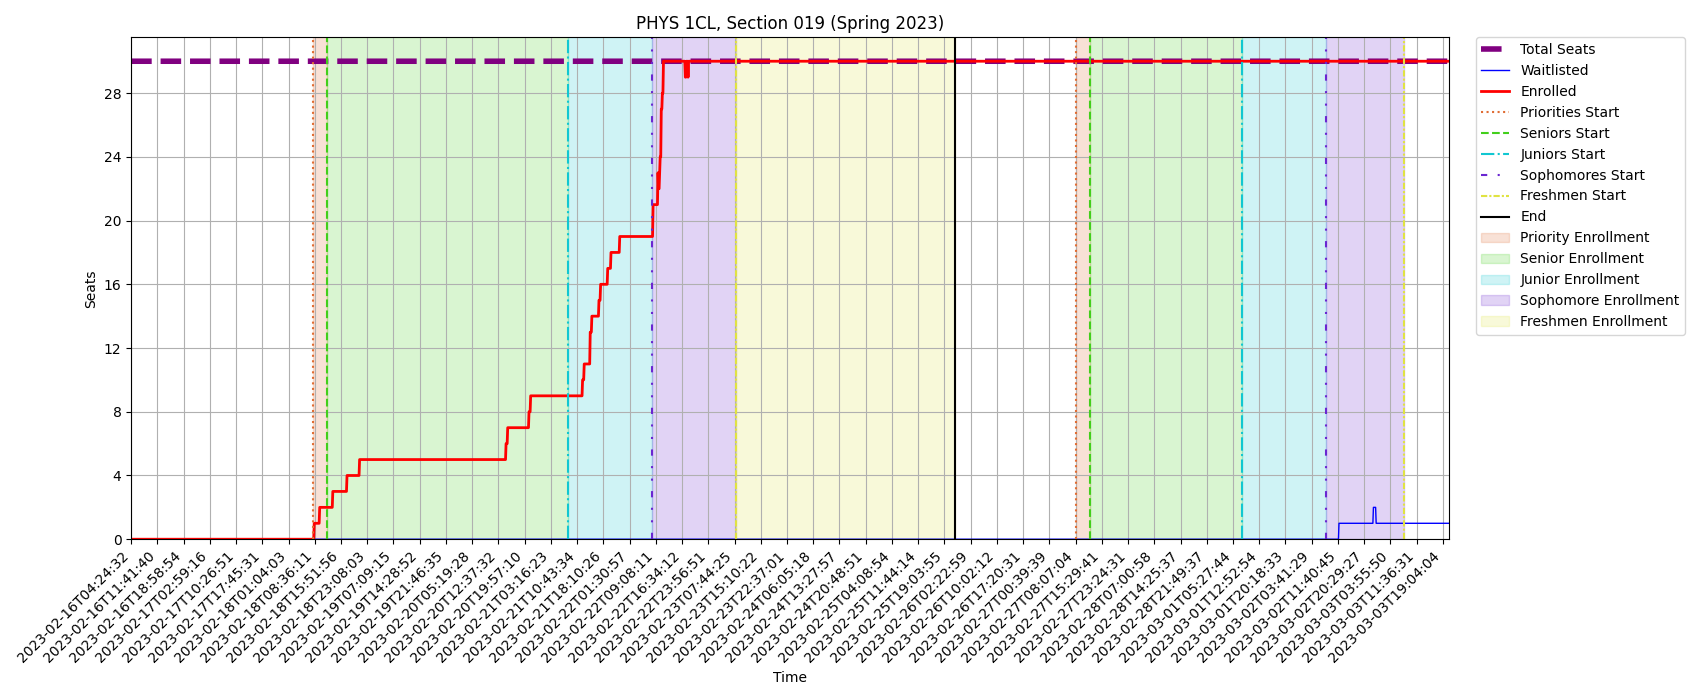 PHYS 1CL, Section 019 (Spring 2023)
Total Seats
Waitlisted
Enrolled
Priorities Start
Seniors Start
Juniors Start
Sophomores Start
Freshmen Start
End
Priority Enrollment
Senior Enrollment
Junior Enrollment
Sophomore Enrollment
Freshmen Enrollment
Seats
28
24
20
16
12
8
4
0
2023-02-16T04:24:32
2023-02-16T11:41:40
2023-02-16T18:58:54
2023-02-17T02:59:16
2023-02-17T10:26:51
2023-02-17T17:45:31
2023-02-18T01:04:03
2023-02-18T08:36:11
2023-02-18T15:51:56
2023-02-18T23:08:03
2023-02-19T07:09:15
2023-02-19T14:28:52
2023-02-19T21:46:35
2023-02-20T05:19:28
2023-02-20T12:37:32
2023-02-20T19:57:10
2023-02-21T03:16:23
2023-02-21T10:43:34
2023-02-21T18:10:26
2023-02-22T01:30:57
2023-02-22T09:08:11
2023-02-22T16:34:12
2023-02-22T23:56:51
2023-02-23T07:44:25
2023-02-23T15:10:22
2023-02-23T22:37:01
2023-02-24T06:05:18
2023-02-24T13:27:57
2023-02-24T20:48:51
2023-02-25T04:08:54
2023-02-25T11:44:14
2023-02-25T19:03:55
2023-02-26T02:22:59
2023-02-26T10:02:12
2023-02-26T17:20:31
2023-02-27T00:39:39
2023-02-27T08:07:04
2023-02-27T15:29:41
2023-02-27T23:24:31
2023-02-28T07:00:58
2023-02-28T14:25:37
2023-02-28T21:49:37
2023-03-01T05:27:44
2023-03-01T12:52:54
2023-03-01T20:18:33
2023-03-02T03:41:29
2023-03-02T11:40:45
2023-03-02T20:29:27
2023-03-03T03:55:50
2023-03-03T11:36:31
2023-03-03T19:04:04
Time